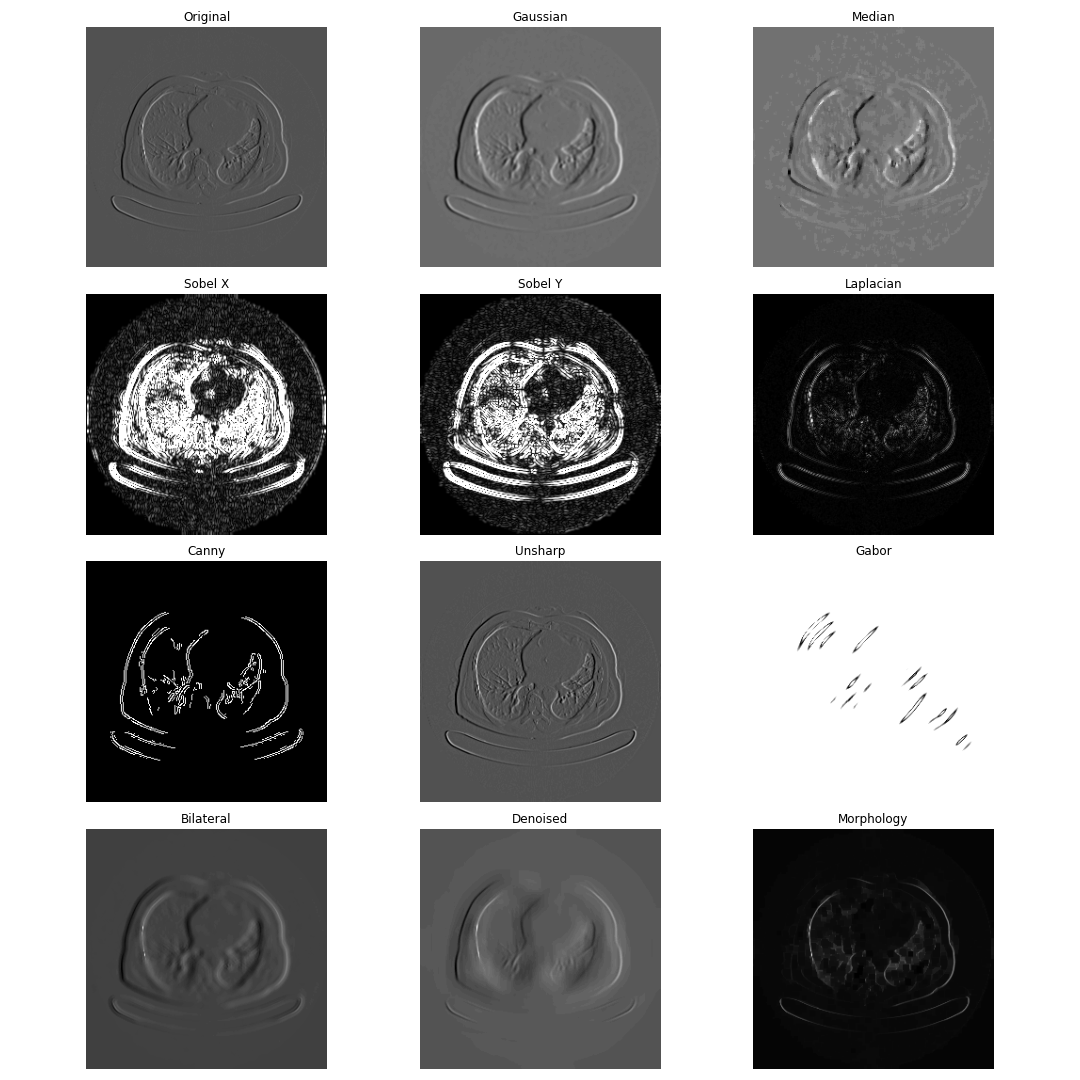 Original
Gaussian
Median
Sobel X
Sobel Y
Laplacian
Canny
Unsharp
Gabor
Bilateral
Denoised
Morphology